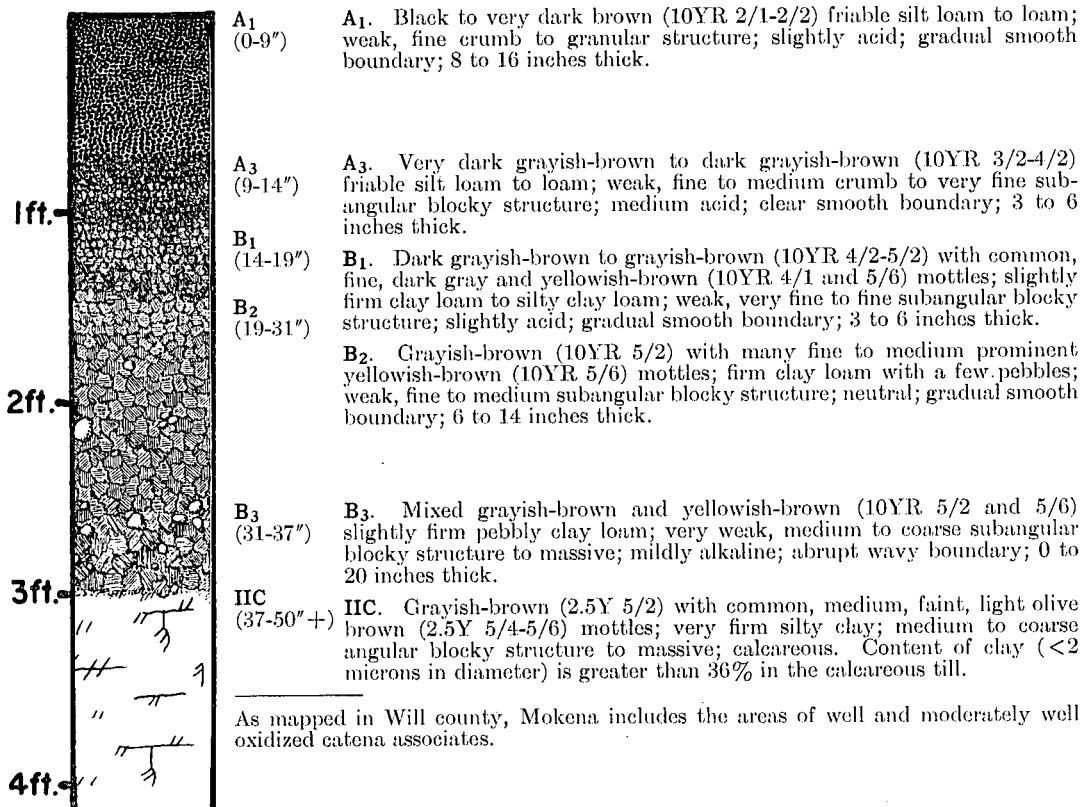 A1
(0-9″)
A1. Black to very dark brown (10YR 2/1-2/2) friable silt loam to loam;
weak, fine crumb to granular structure; slightly acid; gradual smooth
boundary; 8 to 16 inches thick.
A3
(9-14″)
A3. Very dark grayish-brown to dark grayish-brown (10YR 3/2-4/2)
friable silt loam to loam; weak, fine to medium crumb to very fine sub-
angular blocky structure; medium acid; clear smooth boundary; 3 to 6
inches thick.
1ft.
B1
(14-19″)
B1. Dark grayish-brown to grayish-brown (10YR 4/2-5/2) with common,
fine, dark gray and yellowish-brown (10YR 4/1 and 5/6) mottles; slightly
firm clay loam to silty clay loam; weak, very fine to fine subangular blocky
structure; slightly acid; gradual smooth boundary; 3 to 6 inches thick.
B2
(19-31″)
B2. Grayish-brown (10YR 5/2) with many fine to medium prominent
yellowish-brown (10YR 5/6) mottles; firm clay loam with a few pebbles;
weak, fine to medium subangular blocky structure; neutral; gradual smooth
boundary; 6 to 14 inches thick.
2ft.
B3
(31-37″)
B3. Mixed grayish-brown and yellowish-brown (10YR 5/2 and 5/6)
slightly firm pebbly clay loam; very weak, medium to coarse subangular
blocky structure to massive; mildly alkaline; abrupt wavy boundary; 0 to
20 inches thick.
3ft.
IIC
(37-50″+)
IIC. Grayish-brown (2.5Y 5/2) with common, medium, faint, light olive
brown (2.5Y 5/4-5/6) mottles; very firm silty clay; medium to coarse
angular blocky structure to massive; calcareous. Content of clay (<2
microns in diameter) is greater than 36% in the calcareous till.
As mapped in Will county, Mokena includes the areas of well and moderately well
oxidized catena associates.
4ft.